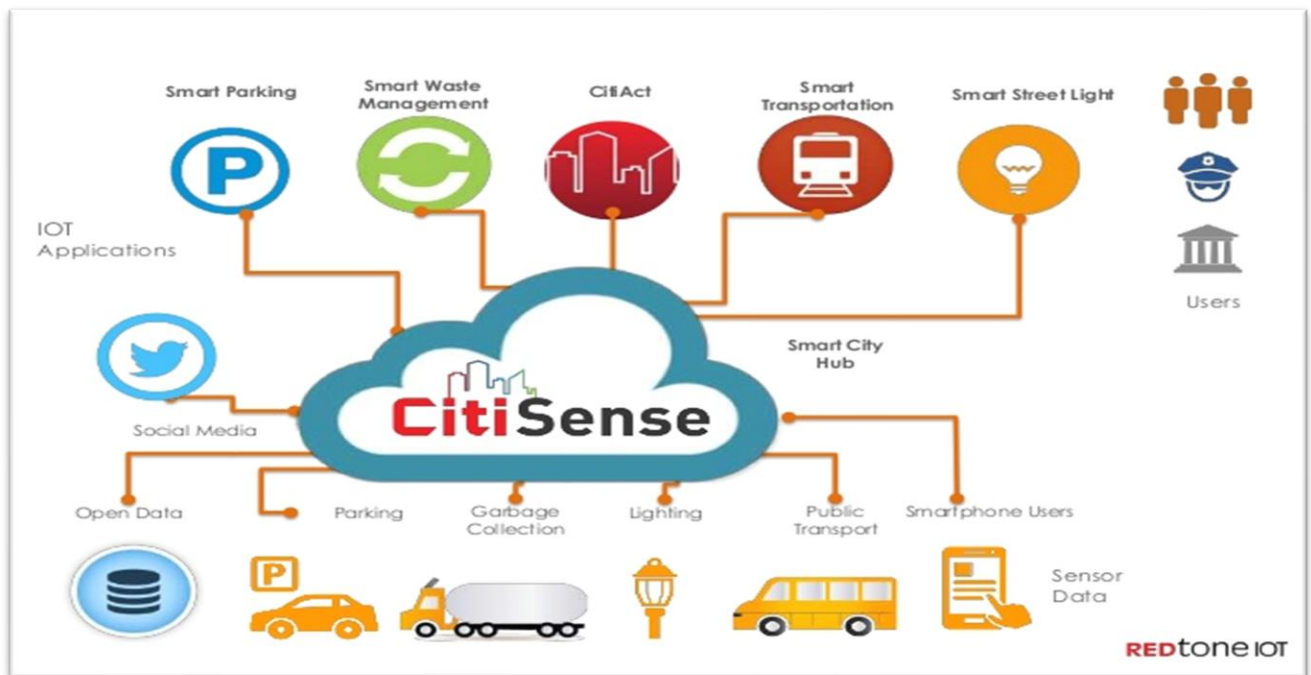 Smart Parking
Smart Waste
Management
CitiAct
Smart
Transportation
Smart Street Light
P
IOT
Applications
Users
Smart City
Hub
CitiSense
Social Media
Open Data
Parking
Garbage
Collection
Lighting
Public
Transport
Smartphone Users
P
Sensor
Data
REDtone IOT